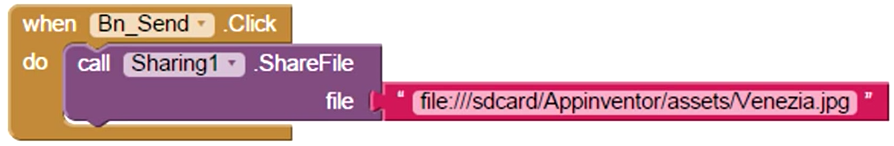 when Bn_Send .Click
do call Sharing1 .ShareFile
file " file:///sdcard/Appinventor/assets/Venezia.jpg "